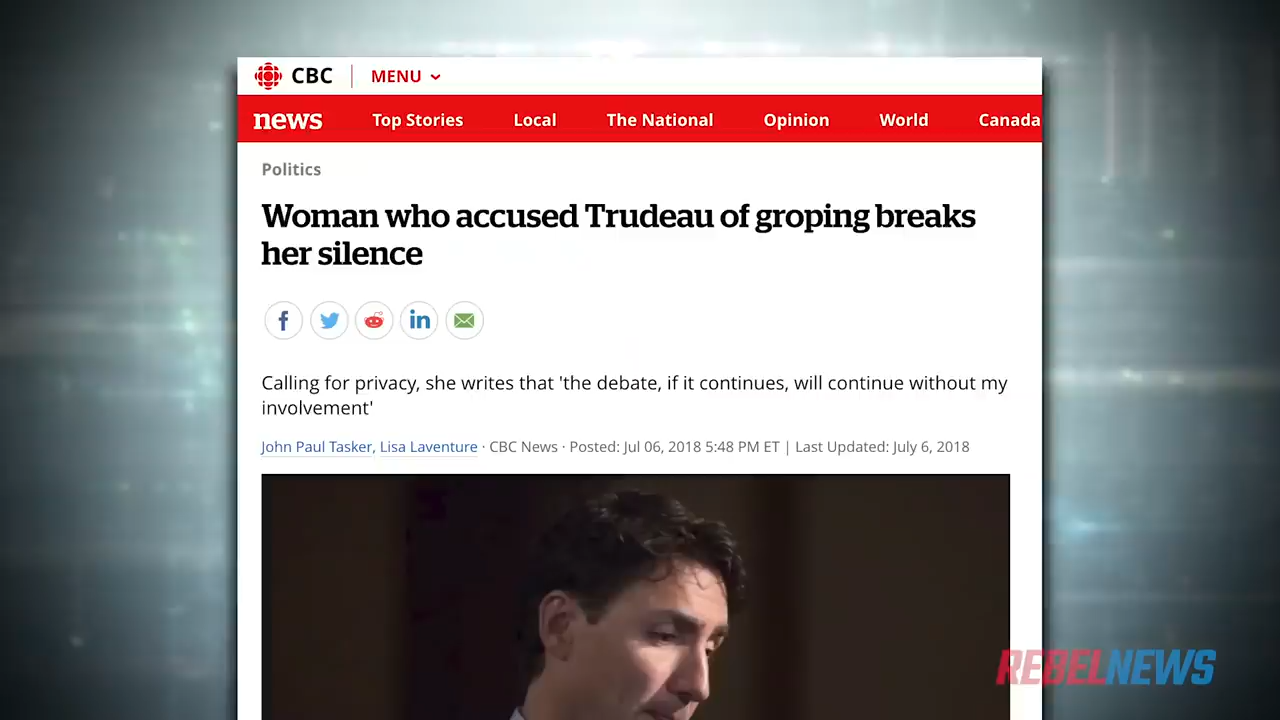 CBC MENU
news Top Stories Local The National Opinion World Canada
Politics
Woman who accused Trudeau of groping breaks
her silence
Calling for privacy, she writes that 'the debate, if it continues, will continue without my
involvement'
John Paul Tasker, Lisa Laventure · CBC News · Posted: Jul 06, 2018 5:48 PM ET | Last Updated: July 6, 2018
REBELNEWS